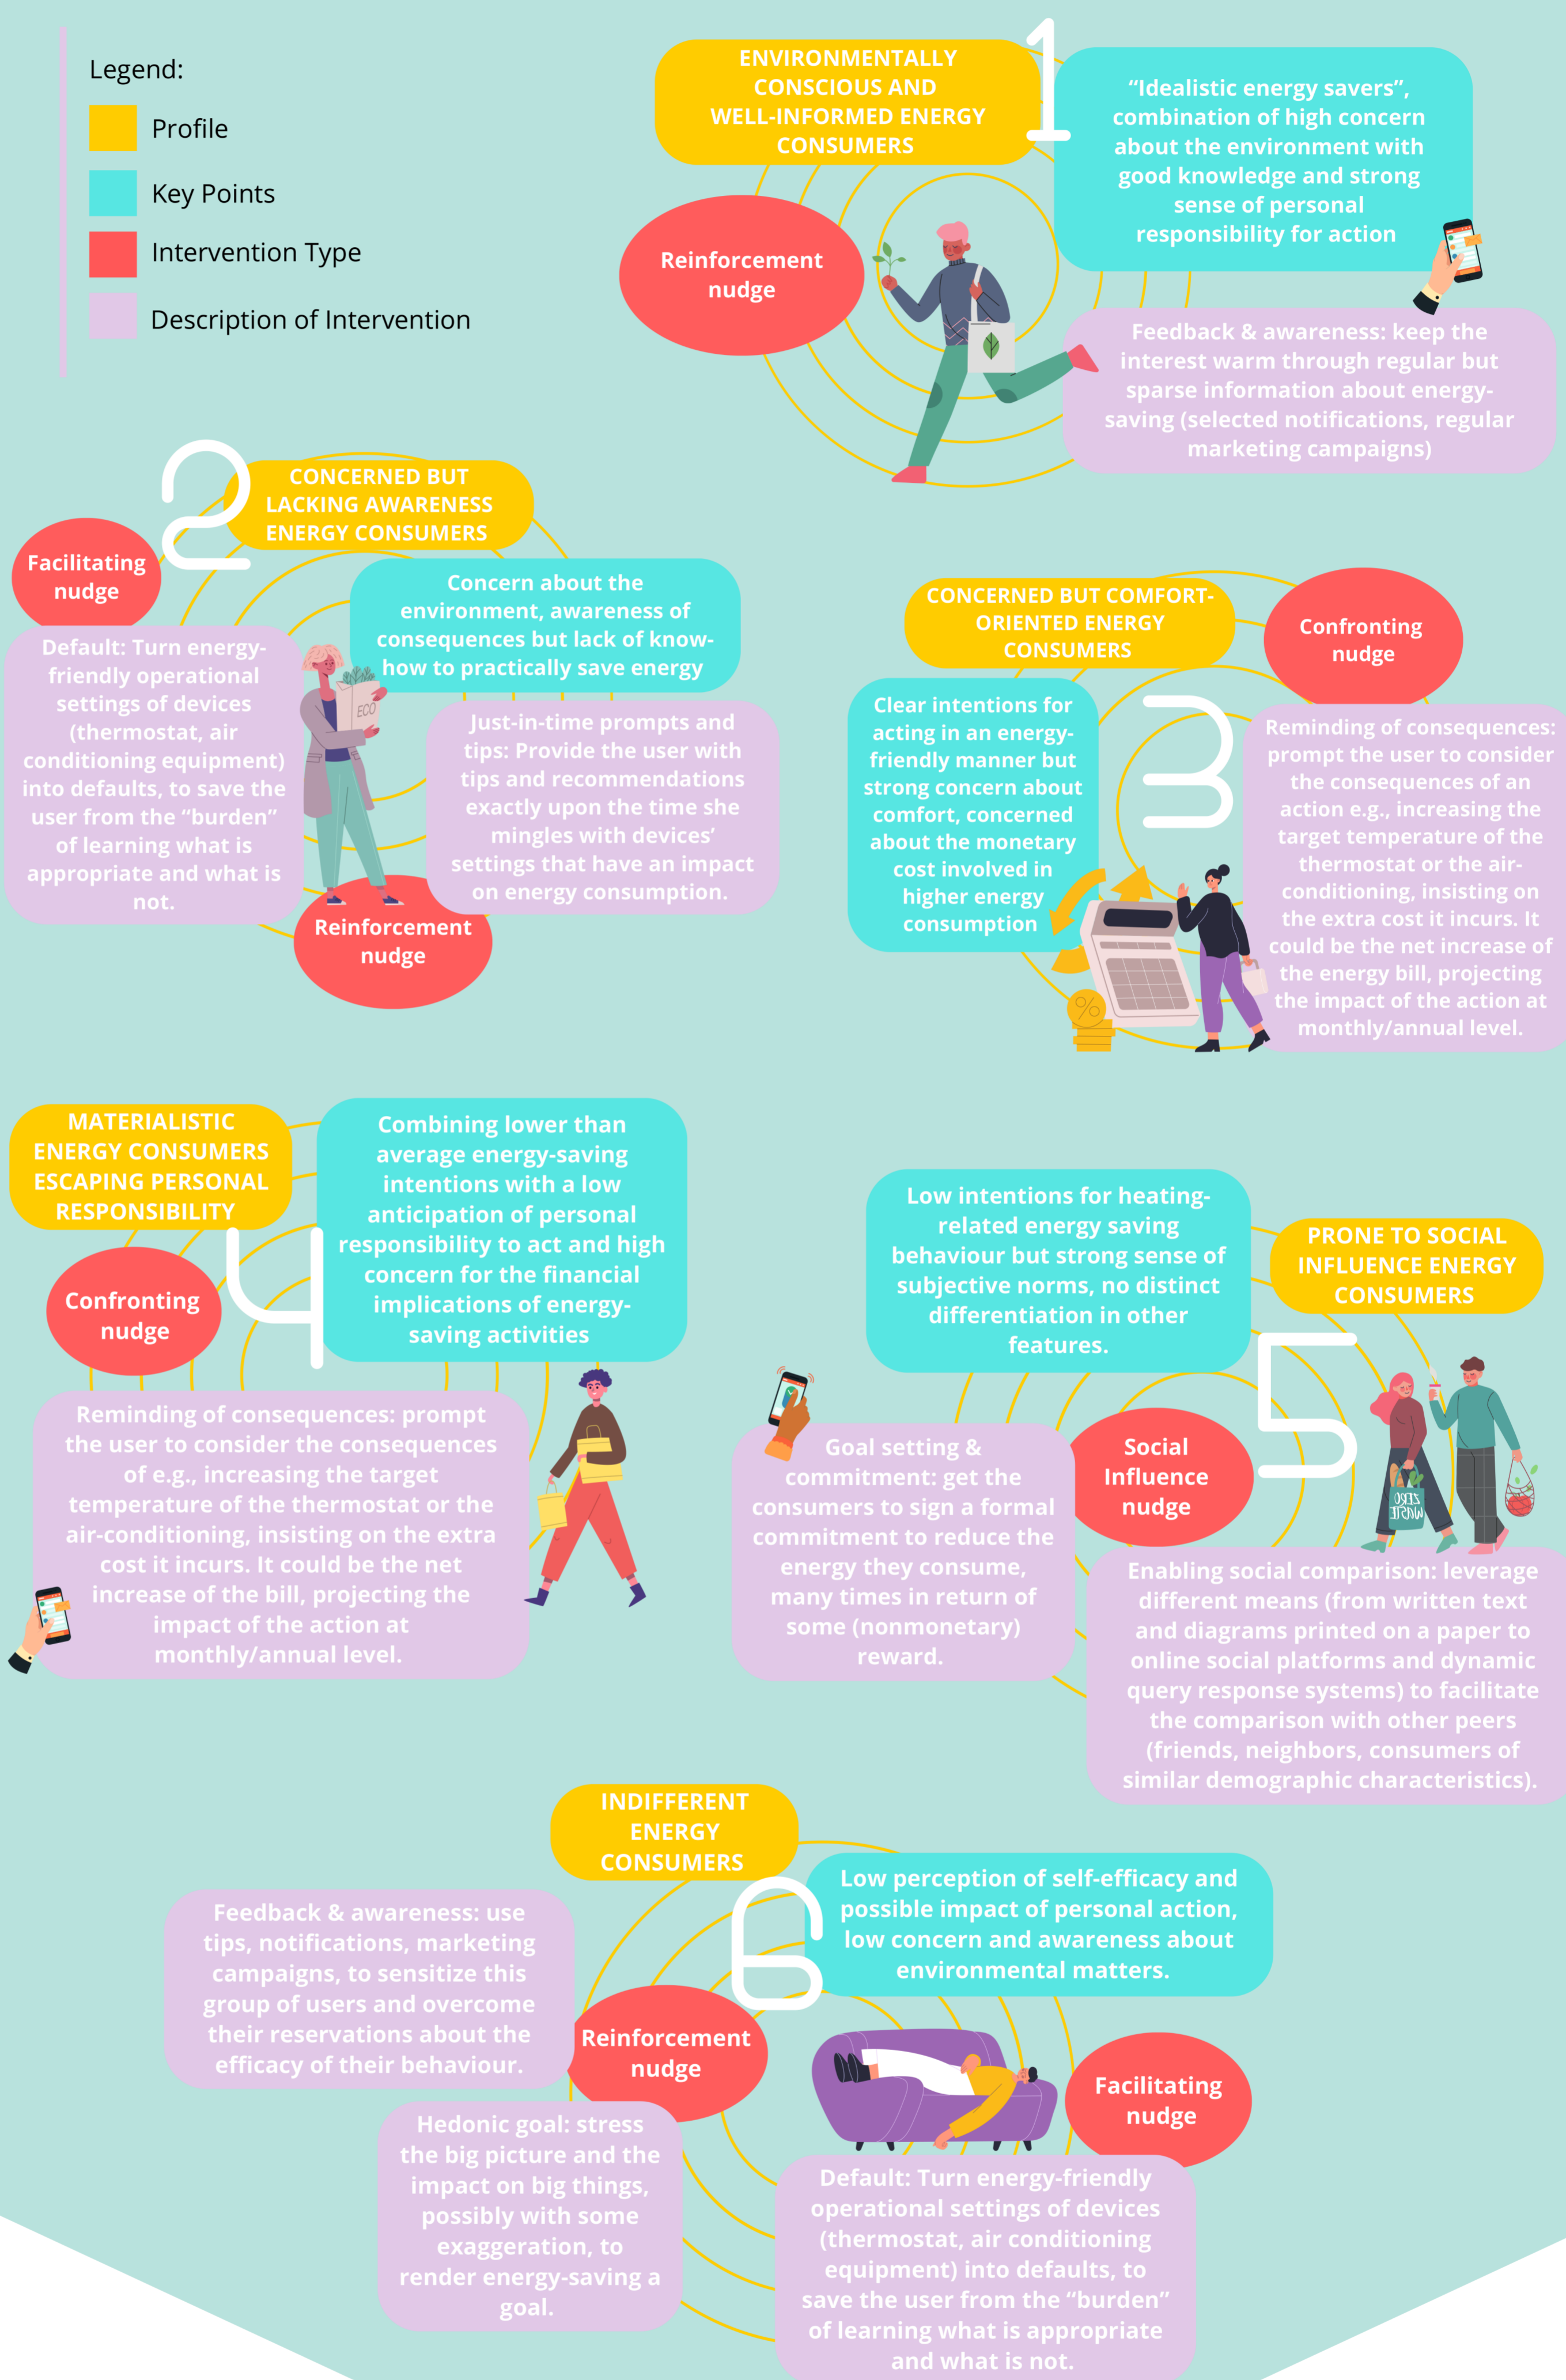 Legend:
Profile
Key Points
Intervention Type
Description of Intervention
1
ENVIRONMENTALLY
CONSCIOUS AND
WELL-INFORMED ENERGY
CONSUMERS
“Idealistic energy savers”,
combination of high concern
about the environment with
good knowledge and strong
sense of personal
responsibility for action
Reinforcement
nudge
Feedback & awareness: keep the
interest warm through regular but
sparse information about energy-
saving (selected notifications, regular
marketing campaigns)
2
CONCERNED BUT
LACKING AWARENESS
ENERGY CONSUMERS
Facilitating
nudge
Concern about the
environment, awareness of
consequences but lack of know-
how to practically save energy
Default: Turn energy-
friendly operational
settings of devices
(thermostat, air
conditioning equipment)
into defaults, to save the
user from the “burden”
of learning what is
appropriate and what is
not.
ECO
Just-in-time prompts and
tips: Provide the user with
tips and recommendations
exactly upon the time she
mingles with devices’
settings that have an impact
on energy consumption.
Reinforcement
nudge
CONCERNED BUT COMFORT-
ORIENTED ENERGY
CONSUMERS
Confronting
nudge
3
Clear intentions for
acting in an energy-
friendly manner but
strong concern about
comfort, concerned
about the monetary
cost involved in
higher energy
consumption
Reminding of consequences:
prompt the user to consider
the consequences of an
action e.g., increasing the
target temperature of the
thermostat or the air-
conditioning, insisting on
the extra cost it incurs. It
could be the net increase of
the energy bill, projecting
the impact of the action at
monthly/annual level.
%
MATERIALISTIC
ENERGY CONSUMERS
ESCAPING PERSONAL
RESPONSIBILITY
4
Combining lower than
average energy-saving
intentions with a low
anticipation of personal
responsibility to act and high
concern for the financial
implications of energy-
saving activities
Confronting
nudge
Reminding of consequences: prompt
the user to consider the consequences
of e.g., increasing the target
temperature of the thermostat or the
air-conditioning, insisting on the extra
cost it incurs. It could be the net
increase of the bill, projecting the
impact of the action at
monthly/annual level.
Low intentions for heating-
related energy saving
behaviour but strong sense of
subjective norms, no distinct
differentiation in other
features.
PRONE TO SOCIAL
INFLUENCE ENERGY
CONSUMERS
5
Social
Influence
nudge
Goal setting &
commitment: get the
consumers to sign a formal
commitment to reduce the
energy they consume,
many times in return of
some (nonmonetary)
reward.
ZERO
WASTE
Enabling social comparison: leverage
different means (from written text
and diagrams printed on a paper to
online social platforms and dynamic
query response systems) to facilitate
the comparison with other peers
(friends, neighbors, consumers of
similar demographic characteristics).
INDIFFERENT
ENERGY
CONSUMERS
6
Low perception of self-efficacy and
possible impact of personal action,
low concern and awareness about
environmental matters.
Feedback & awareness: use
tips, notifications, marketing
campaigns, to sensitize this
group of users and overcome
their reservations about the
efficacy of their behaviour.
Reinforcement
nudge
Facilitating
nudge
Hedonic goal: stress
the big picture and the
impact on big things,
possibly with some
exaggeration, to
render energy-saving a
goal.
Default: Turn energy-friendly
operational settings of devices
(thermostat, air conditioning
equipment) into defaults, to
save the user from the “burden”
of learning what is appropriate
and what is not.